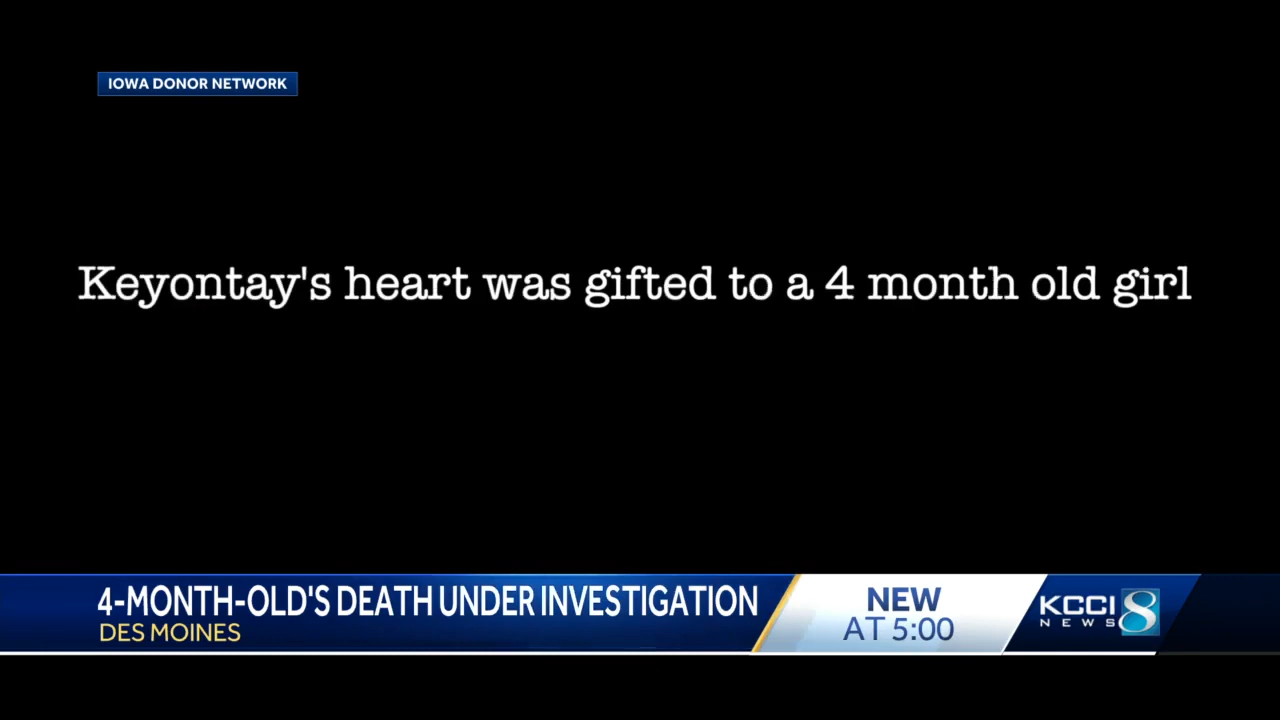 IOWA DONOR NETWORK
Keyontay's heart was gifted to a 4 month old girl
4-MONTH-OLD'S DEATH UNDER INVESTIGATION
DES MOINES
NEW
AT 5:00
KCCI 8
NEWS